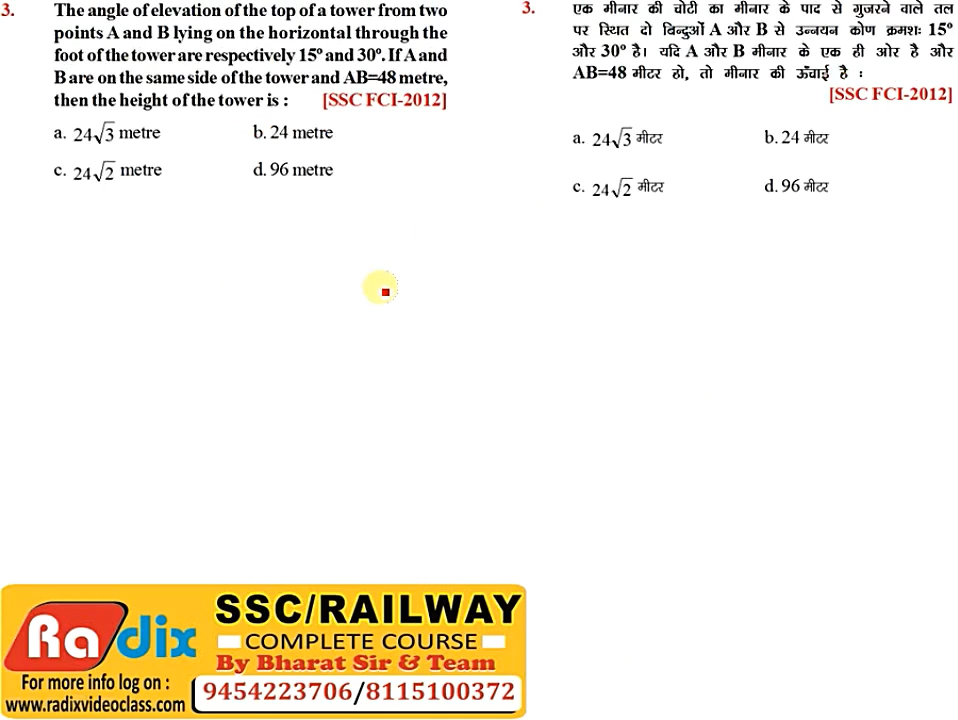 3. The angle of elevation of the top of a tower from two
points A and B lying on the horizontal through the
foot of the tower are respectively 15º and 30º. If A and
B are on the same side of the tower and AB=48 metre,
then the height of the tower is : [SSC FCI-2012]
a. 24√3 metre b. 24 metre
c. 24√2 metre d. 96 metre
3. एक मीनार की चोटी का मीनार के पाद से गुजरने वाले तल
पर स्थित दो बिन्दुओं A और B से उन्नयन कोण क्रमशः 15º
और 30º है। यदि A और B मीनार के एक ही ओर है और
AB=48 मीटर हो, तो मीनार की ऊँचाई है :
[SSC FCI-2012]
a. 24√3 मीटर b. 24 मीटर
c. 24√2 मीटर d. 96 मीटर
Radix
For more info log on :
www.radixvideoclass.com
SSC/RAILWAY
COMPLETE COURSE
By Bharat Sir & Team
9454223706/8115100372